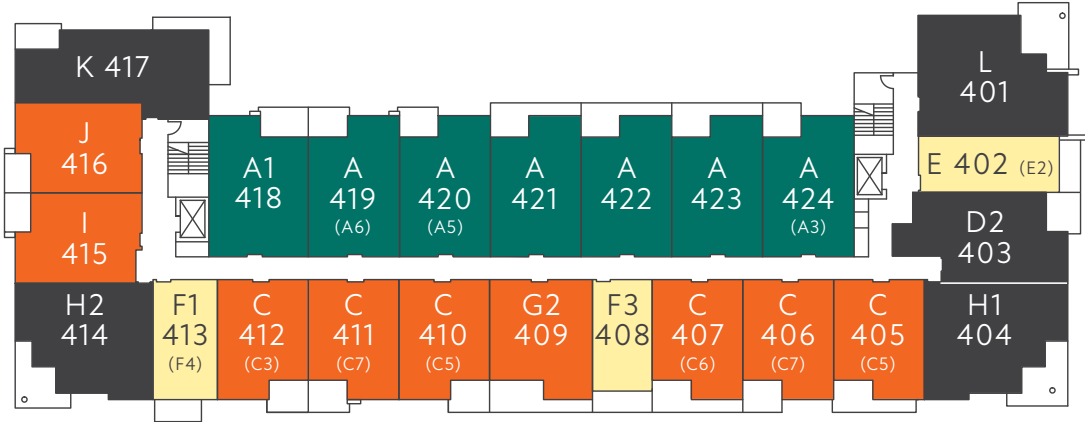 K 417
J
416
I
415
H2
414
A1
418
A
419
(A6)
A
420
(A5)
A
421
A
422
A
423
A
424
(A3)
L
401
E 402 (E2)
D2
403
H1
404
F1
413
(F4)
C
412
(C3)
C
411
(C7)
C
410
(C5)
G2
409
F3
408
C
407
(C6)
C
406
(C7)
C
405
(C5)